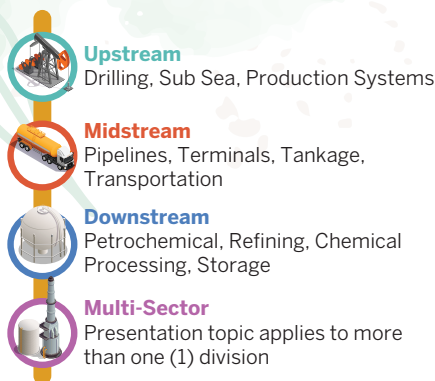 Upstream
Drilling, Sub Sea, Production Systems
Midstream
Pipelines, Terminals, Tankage,
Transportation
Downstream
Petrochemical, Refining, Chemical
Processing, Storage
Multi-Sector
Presentation topic applies to more
than one (1) division